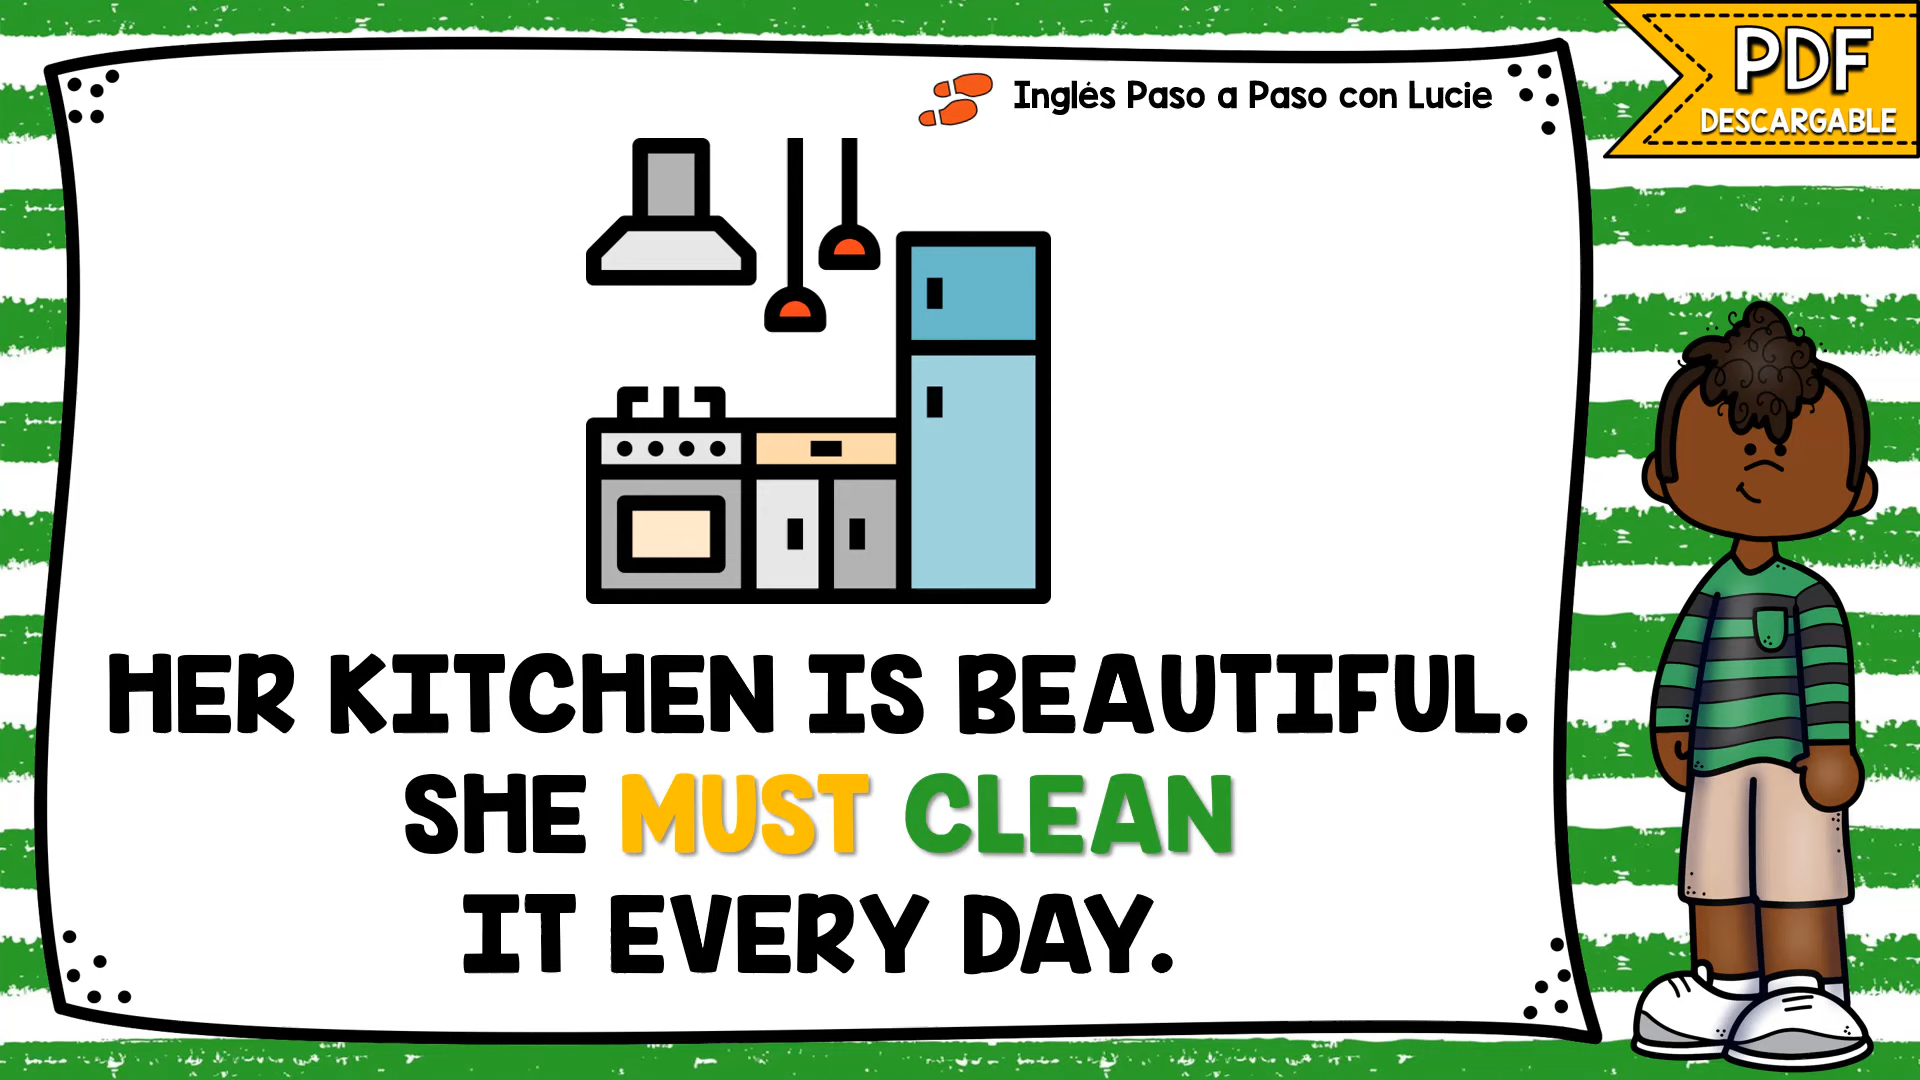 PDF
DESCARGABLE
Inglés Paso a Paso con Lucie
HER KITCHEN IS BEAUTIFUL.
SHE MUST CLEAN
IT EVERY DAY.